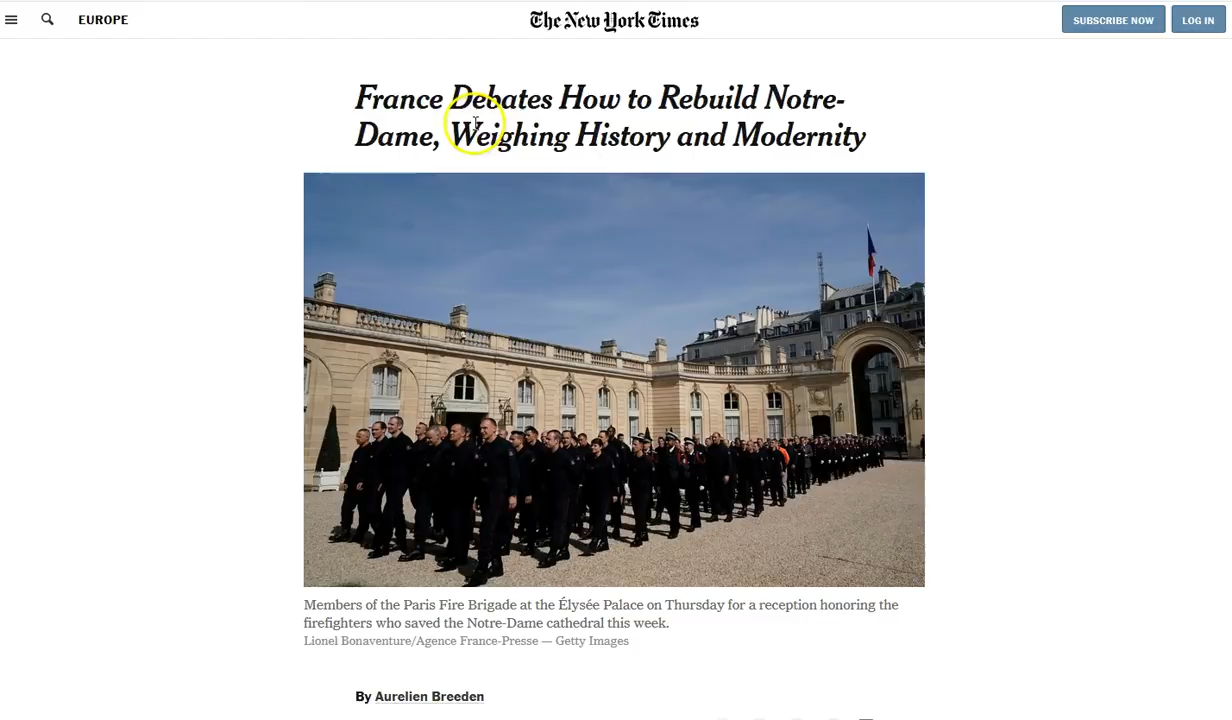 EUROPE
The New York Times
SUBSCRIBE NOW
LOG IN
France Debates How to Rebuild Notre-
Dame, Weighing History and Modernity
Members of the Paris Fire Brigade at the Élysée Palace on Thursday for a reception honoring the
firefighters who saved the Notre-Dame cathedral this week.
Lionel Bonaventure/Agence France-Presse — Getty Images
By Aurelien Breeden